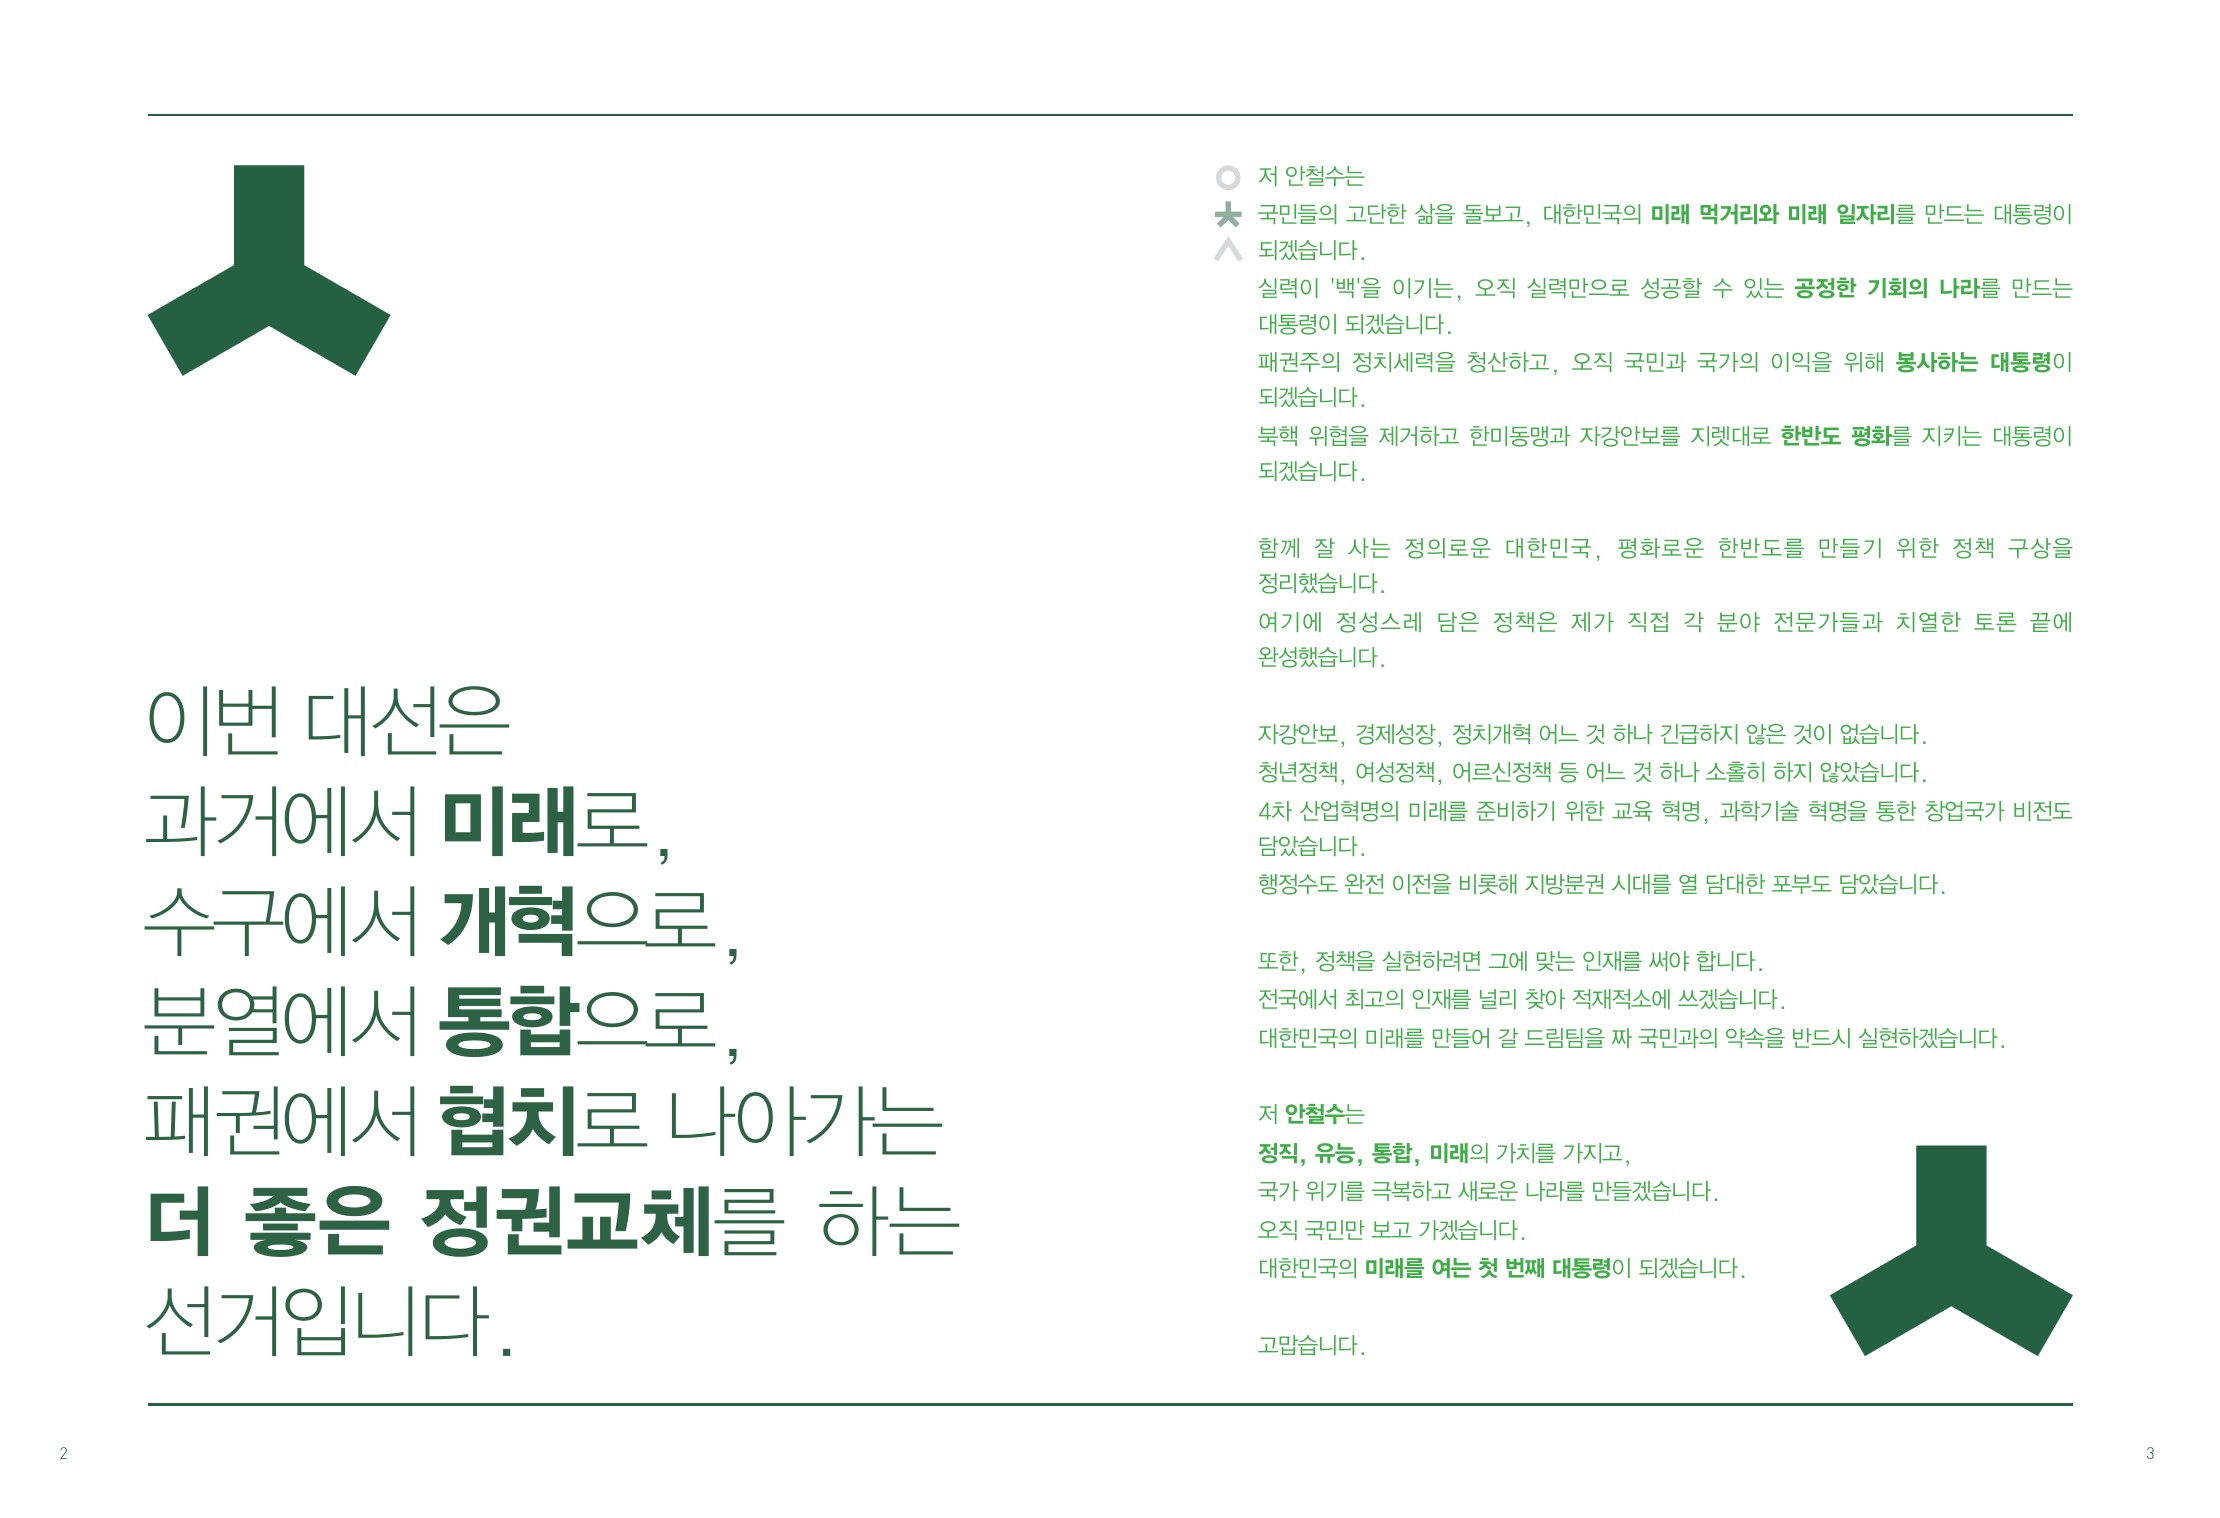 이번 대선은
과거에서 미래로,
수구에서 개혁으로,
분열에서 통합으로,
패권에서 협치로 나아가는
더 좋은 정권교체를 하는
선거입니다.
저 안철수는
국민들의 고단한 삶을 돌보고, 대한민국의 미래 먹거리와 미래 일자리를 만드는 대통령이
되겠습니다.
실력이 '백'을 이기는, 오직 실력만으로 성공할 수 있는 공정한 기회의 나라를 만드는
대통령이 되겠습니다.
패권주의 정치세력을 청산하고, 오직 국민과 국가의 이익을 위해 봉사하는 대통령이
되겠습니다.
북핵 위협을 제거하고 한미동맹과 자강안보를 지렛대로 한반도 평화를 지키는 대통령이
되겠습니다.
함께 잘 사는 정의로운 대한민국, 평화로운 한반도를 만들기 위한 정책 구상을
정리했습니다.
여기에 정성스레 담은 정책은 제가 직접 각 분야 전문가들과 치열한 토론 끝에
완성했습니다.
자강안보, 경제성장, 정치개혁 어느 것 하나 긴급하지 않은 것이 없습니다.
청년정책, 여성정책, 어르신정책 등 어느 것 하나 소홀히 하지 않았습니다.
4차 산업혁명의 미래를 준비하기 위한 교육 혁명, 과학기술 혁명을 통한 창업국가 비전도
담았습니다.
행정수도 완전 이전을 비롯해 지방분권 시대를 열 담대한 포부도 담았습니다.
또한, 정책을 실현하려면 그에 맞는 인재를 써야 합니다.
전국에서 최고의 인재를 널리 찾아 적재적소에 쓰겠습니다.
대한민국의 미래를 만들어 갈 드림팀을 짜 국민과의 약속을 반드시 실현하겠습니다.
저 안철수는
정직, 유능, 통합, 미래의 가치를 가지고,
국가 위기를 극복하고 새로운 나라를 만들겠습니다.
오직 국민만 보고 가겠습니다.
대한민국의 미래를 여는 첫 번째 대통령이 되겠습니다.
고맙습니다.
2
3